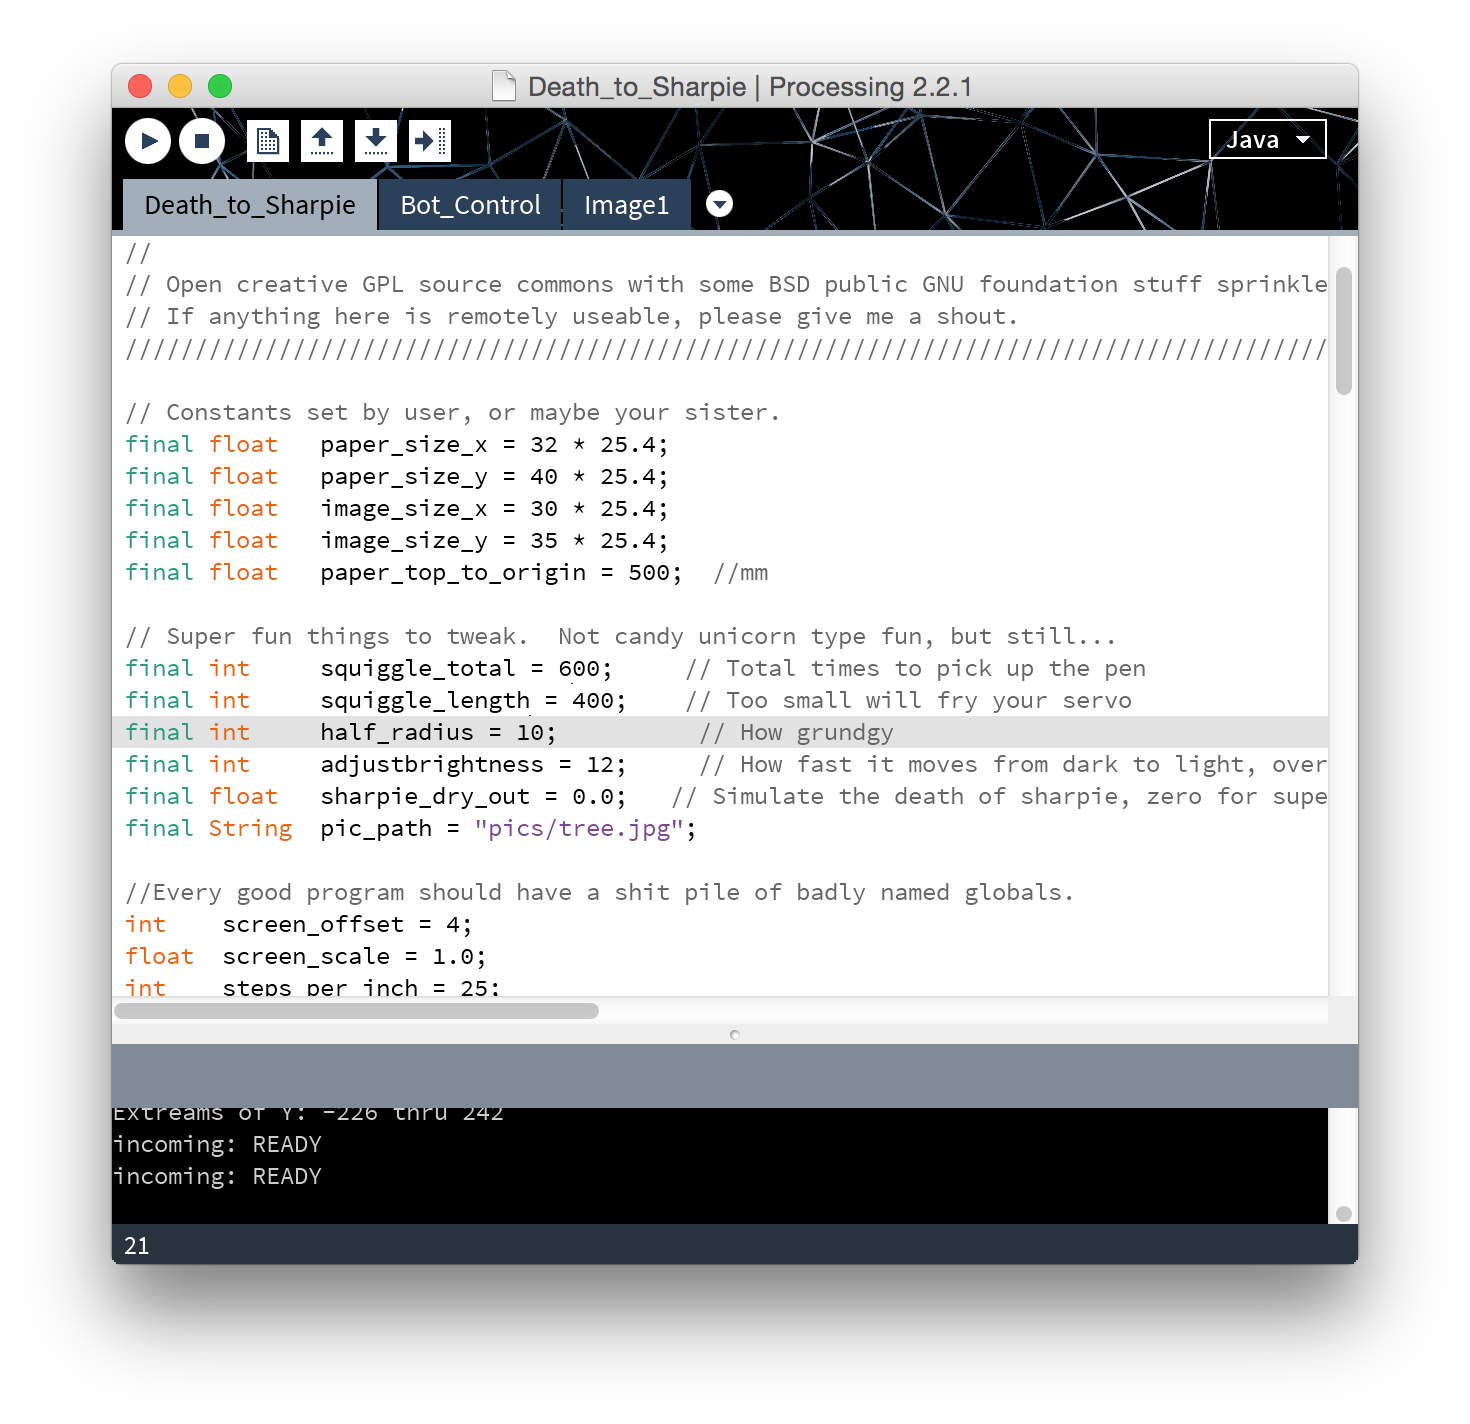 Death_to_Sharpie | Processing 2.2.1
Java
Death_to_Sharpie Bot_Control Image1
//
// Open creative GPL source commons with some BSD public GNU foundation stuff sprinkle
// If anything here is remotely useable, please give me a shout.
//////////////////////////////////////////////////////////////////////////////////////
// Constants set by user, or maybe your sister.
final float   paper_size_x = 32 * 25.4;
final float   paper_size_y = 40 * 25.4;
final float   image_size_x = 30 * 25.4;
final float   image_size_y = 35 * 25.4;
final float   paper_top_to_origin = 500;  //mm
// Super fun things to tweak.  Not candy unicorn type fun, but still...
final int     squiggle_total = 600;     // Total times to pick up the pen
final int     squiggle_length = 400;    // Too small will fry your servo
final int     half_radius = 10;          // How grundgy
final int     adjustbrightness = 12;     // How fast it moves from dark to light, over
final float   sharpie_dry_out = 0.0;   // Simulate the death of sharpie, zero for supe
final String  pic_path = "pics/tree.jpg";
//Every good program should have a shit pile of badly named globals.
int    screen_offset = 4;
float  screen_scale = 1.0;
int    steps_per_inch = 25;
Extreams of Y: -226 thru 242
incoming: READY
incoming: READY
21